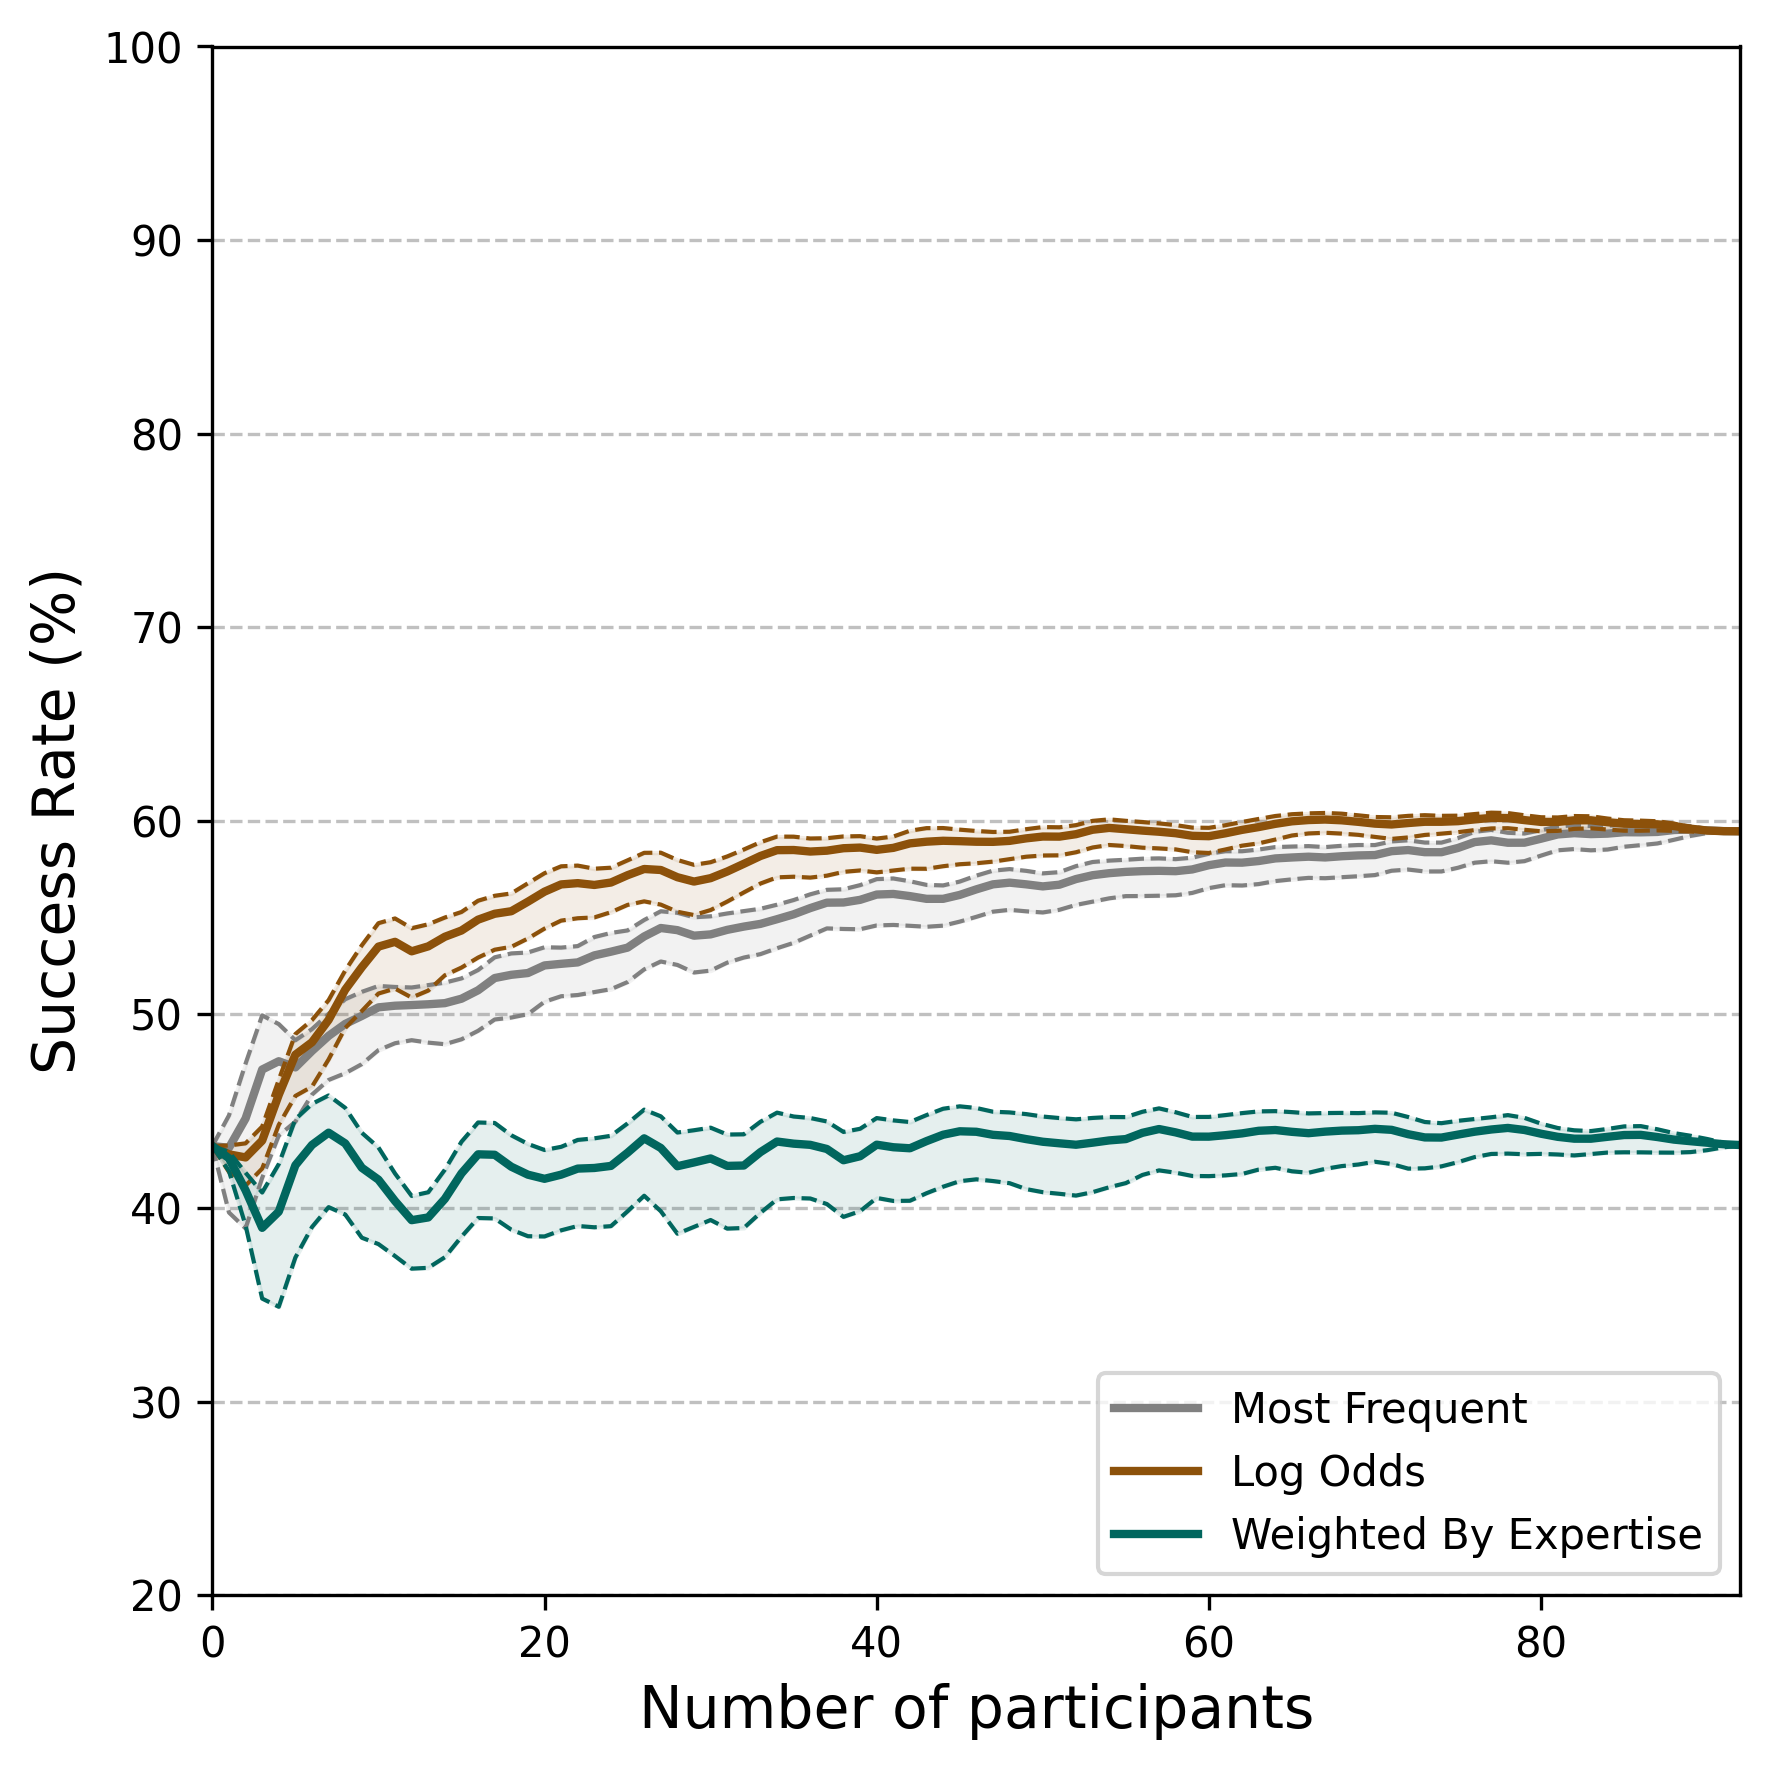 100
90
80
70
60
50
40
30
20
Success Rate (%)
0 20 40 60 80
Number of participants
Most Frequent
Log Odds
Weighted By Expertise